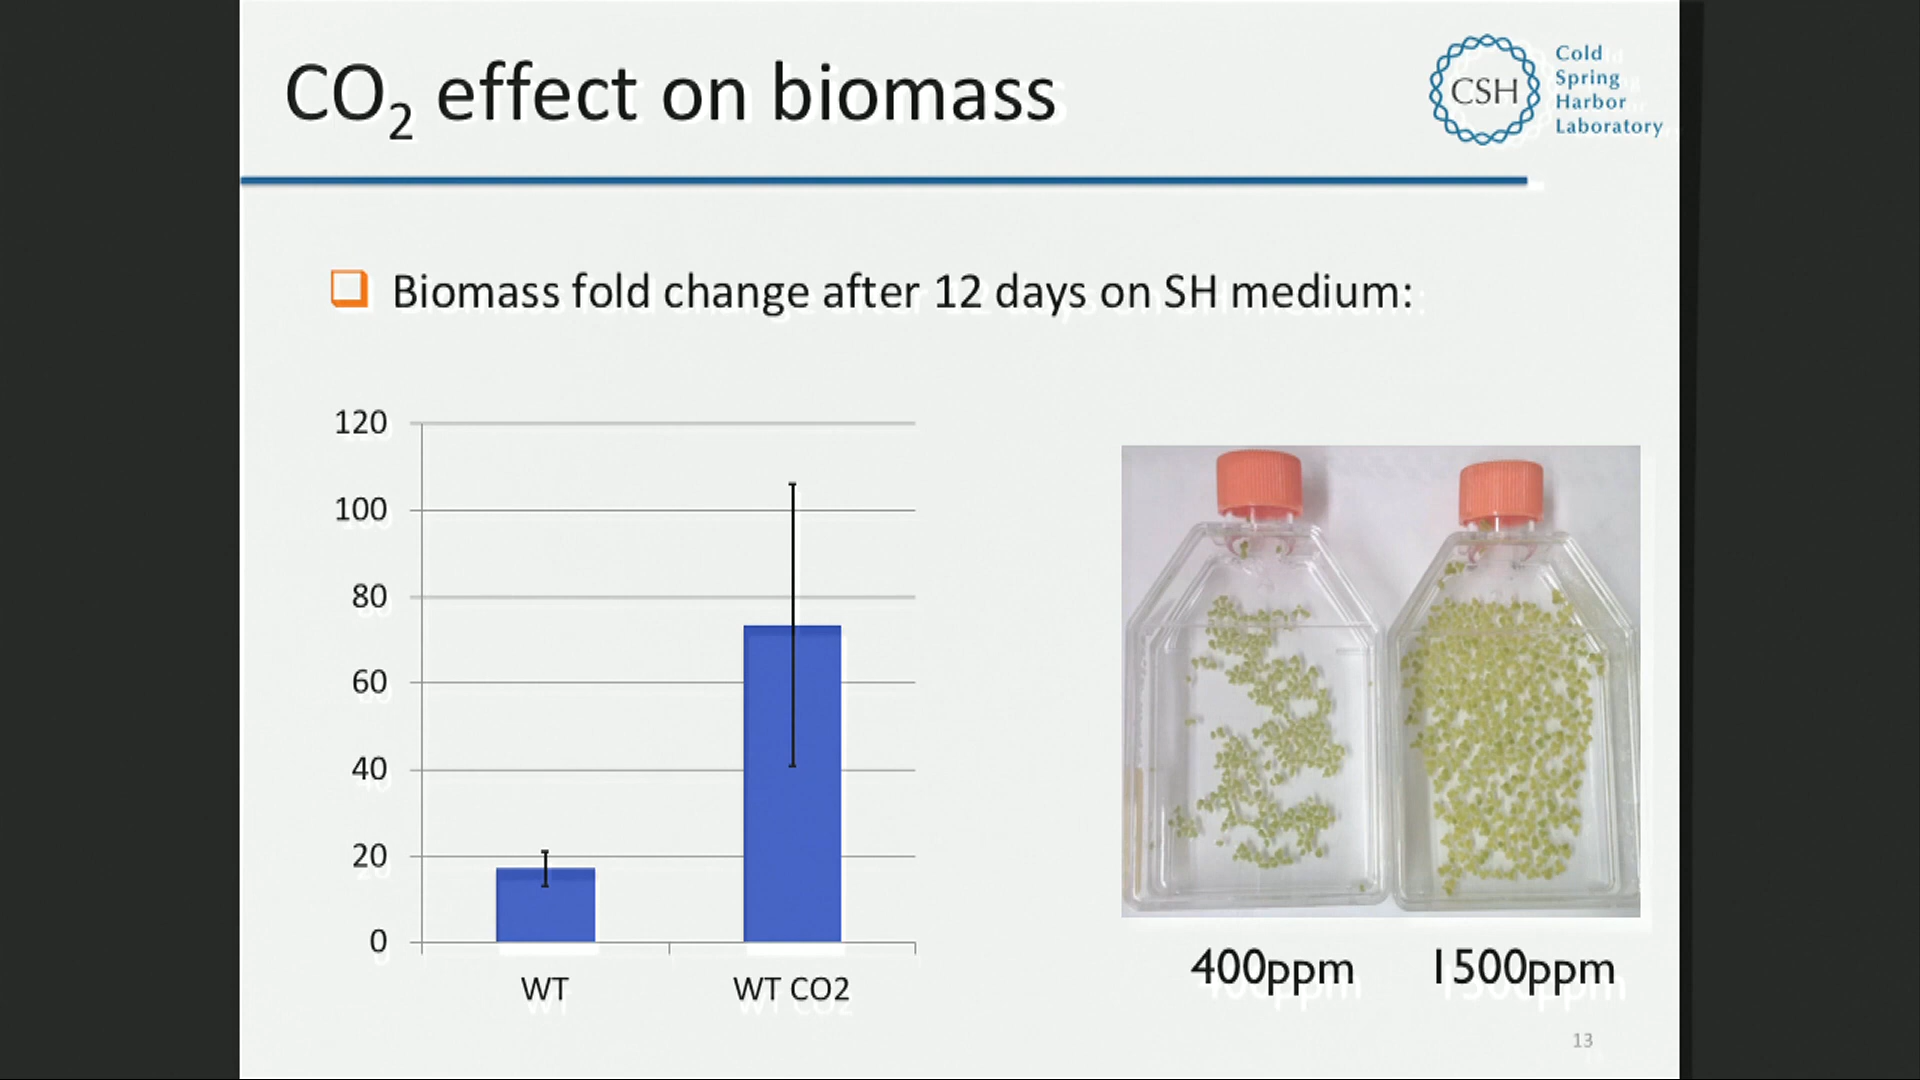 CO2 effect on biomass
CSH
Cold
Spring
Harbor
Laboratory
❑ Biomass fold change after 12 days on SH medium:
120
100
80
60
40
20
0
WT
WT CO2
400ppm
1500ppm
13